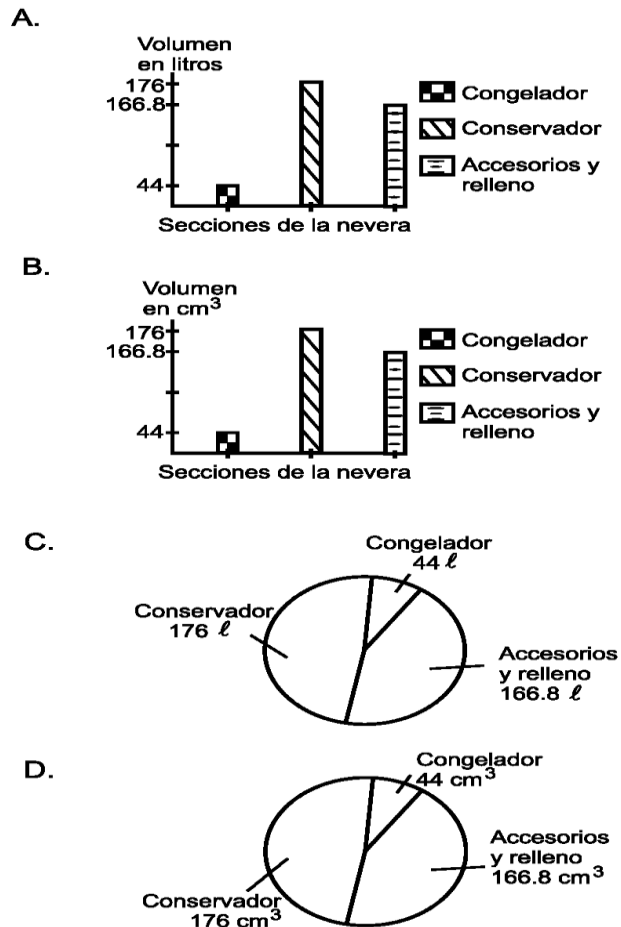 A.
Volumen
en litros
176
166.8
44
Congelador
Conservador
Accesorios y
relleno
Secciones de la nevera
B.
Volumen
en cm³
176
166.8
44
Congelador
Conservador
Accesorios y
relleno
Secciones de la nevera
C.
Congelador
44 ℓ
Conservador
176 ℓ
Accesorios
y relleno
166.8 ℓ
D.
Congelador
44 cm³
Accesorios
y relleno
166.8 cm³
Conservador
176 cm³